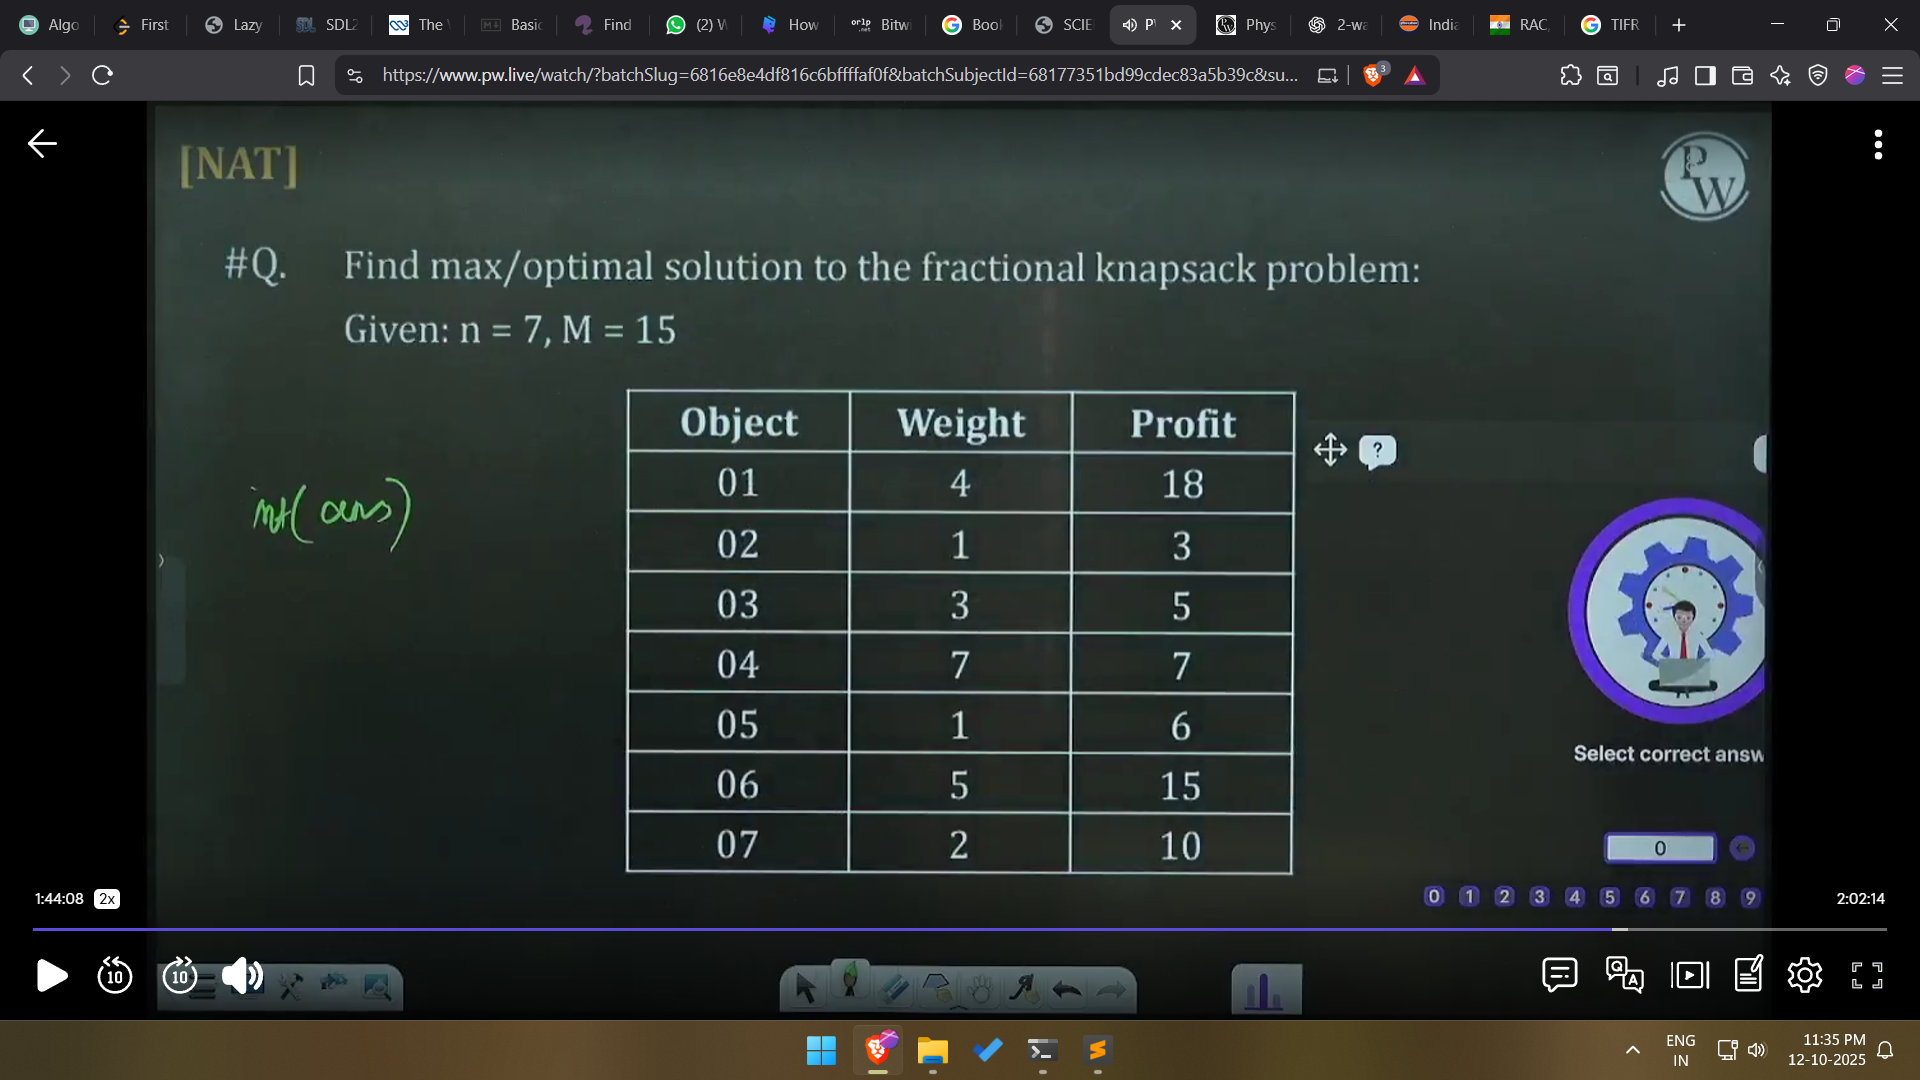 Algo
First
Lazy
SDL2
The
Basic
Find
(2) W
How
orlp .net
Bitw
Boo
SCIE
P
Phys
2-wa
India
RAC,
TIFR
https://www.pw.live/watch/?batchSlug=6816e8e4df816c6bffffaf0f&batchSubjectId=68177351bd99cdec83a5b39c&su...
3
[NAT]
PW
#Q. Find max/optimal solution to the fractional knapsack problem:
Given: n = 7, M = 15
Object Weight Profit
01 4 18
02 1 3
03 3 5
04 7 7
05 1 6
06 5 15
07 2 10
int(ans)
?
Select correct answ
0
0 1 2 3 4 5 6 7 8 9
1:44:08 2x
2:02:14
10
10
Q A
ENG
IN
11:35 PM
12-10-2025